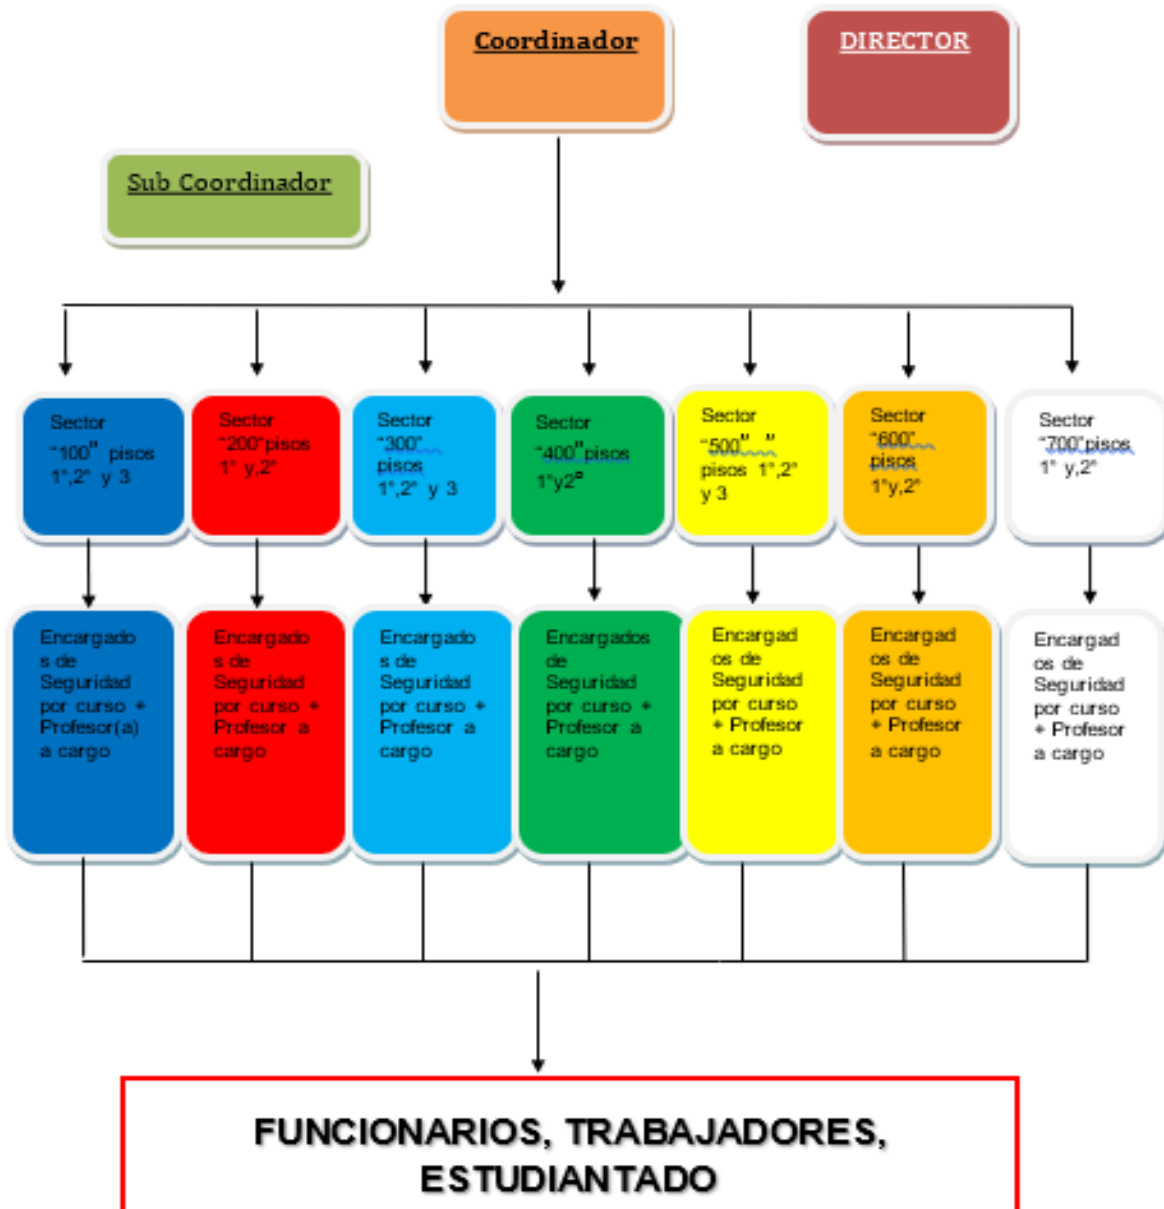 Coordinador
DIRECTOR
Sub Coordinador
Sector
"100" pisos
1°,2° y 3
Sector
"200"pisos
1° y,2°
Sector
"300"
pisos
1°,2° y 3
Sector
"400"pisos
1°y2°
Sector
"500" "
pisos 1°,2°
y 3
Sector
"600"
pisos
1°y,2°
Sector
"700"pisos
1° y,2°
Encargado
s de
Seguridad
por curso +
Profesor(a)
a cargo
Encargado
s de
Seguridad
por curso +
Profesor a
cargo
Encargado
s de
Seguridad
por curso +
Profesor a
cargo
Encargados
de
Seguridad
por curso +
Profesor a
cargo
Encargad
os de
Seguridad
por curso
+ Profesor
a cargo
Encargad
os de
Seguridad
por curso
+ Profesor
a cargo
Encargad
os de
Seguridad
por curso
+ Profesor
a cargo
FUNCIONARIOS, TRABAJADORES,
ESTUDIANTADO